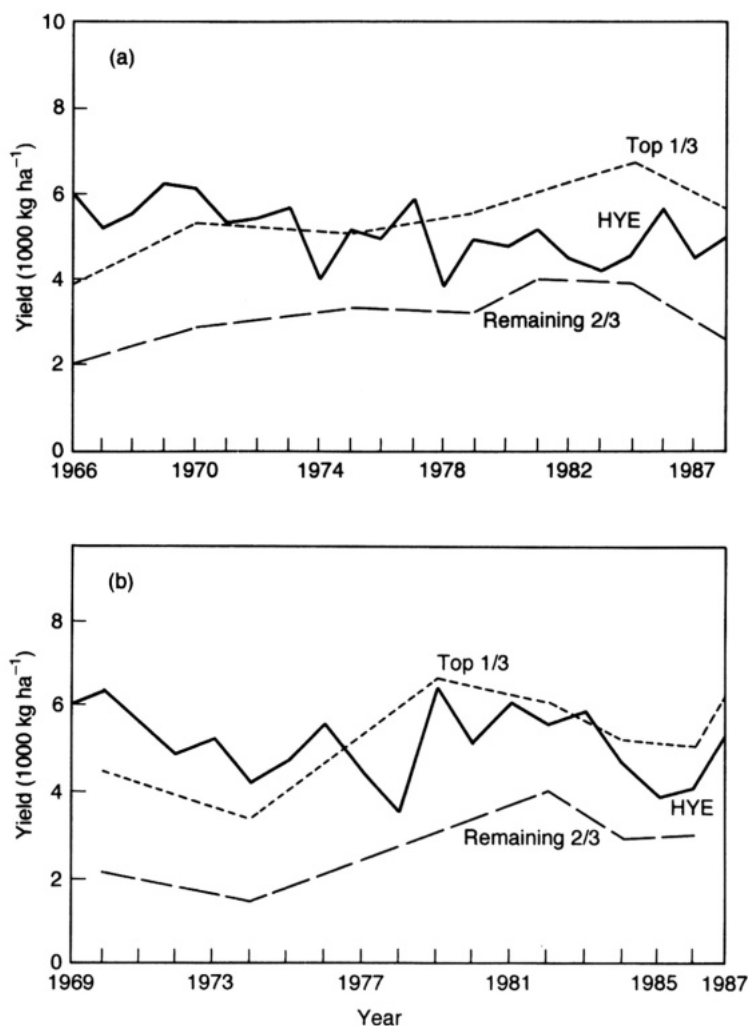 10
(a)
8
Top 1/3
6
HYE
4
Remaining 2/3
2
0
Yield (1000 kg ha⁻¹)
1966 1970 1974 1978 1982 1987
(b)
8
Top 1/3
6
4
HYE
Remaining 2/3
2
0
Yield (1000 kg ha⁻¹)
1969 1973 1977 1981 1985 1987
Year